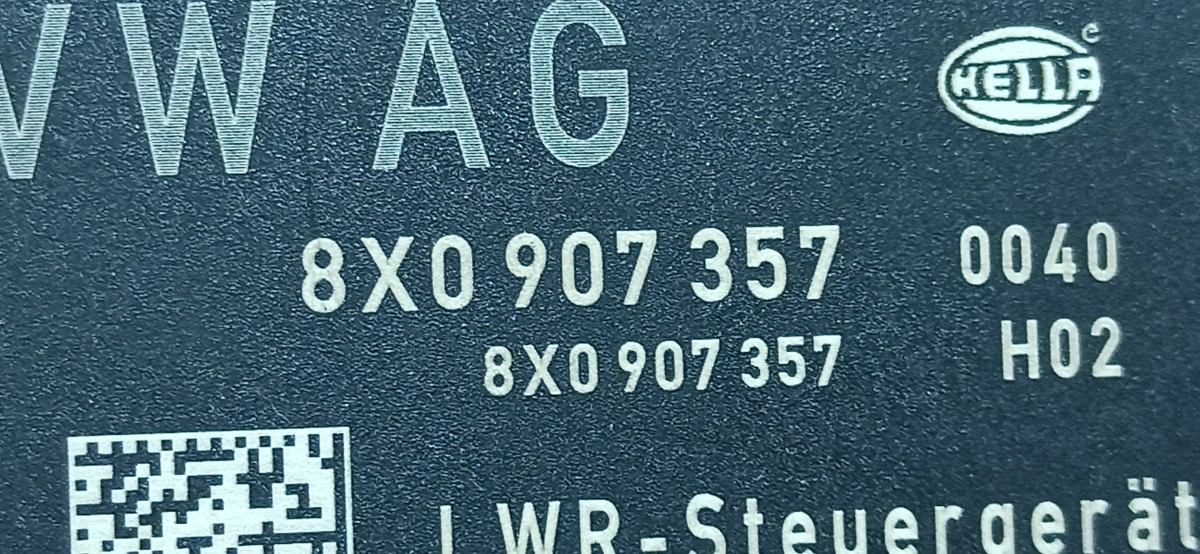 VW AG
HELLA
8X0 907 357 0040
8X0 907 357 H02
LWR-Steuergerät